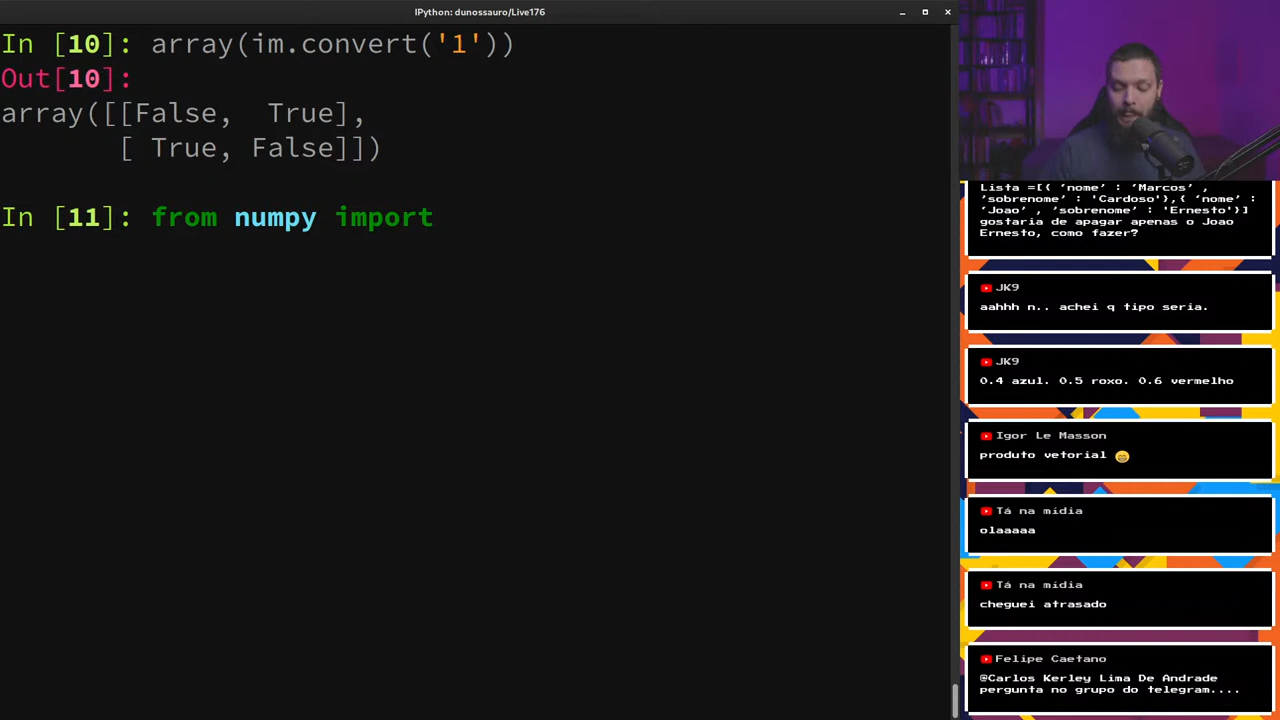 IPython: dunossauro/Live176
In [10]: array(im.convert('1'))
Out[10]:
array([[False,  True],
       [ True, False]])
In [11]: from numpy import
Lista =[{ 'nome' : 'Marcos' ,
'sobrenome' : 'Cardoso'},{ 'nome' :
'Joao' , 'sobrenome' : 'Ernesto'}]
gostaria de apagar apenas o Joao
Ernesto, como fazer?
JK9
aahhh n.. achei q tipo seria.
JK9
0.4 azul. 0.5 roxo. 0.6 vermelho
Igor Le Masson
produto vetorial 😄
Tá na mídia
olaaaaa
Tá na mídia
cheguei atrasado
Felipe Caetano
@Carlos Kerley Lima De Andrade
pergunta no grupo do telegram....